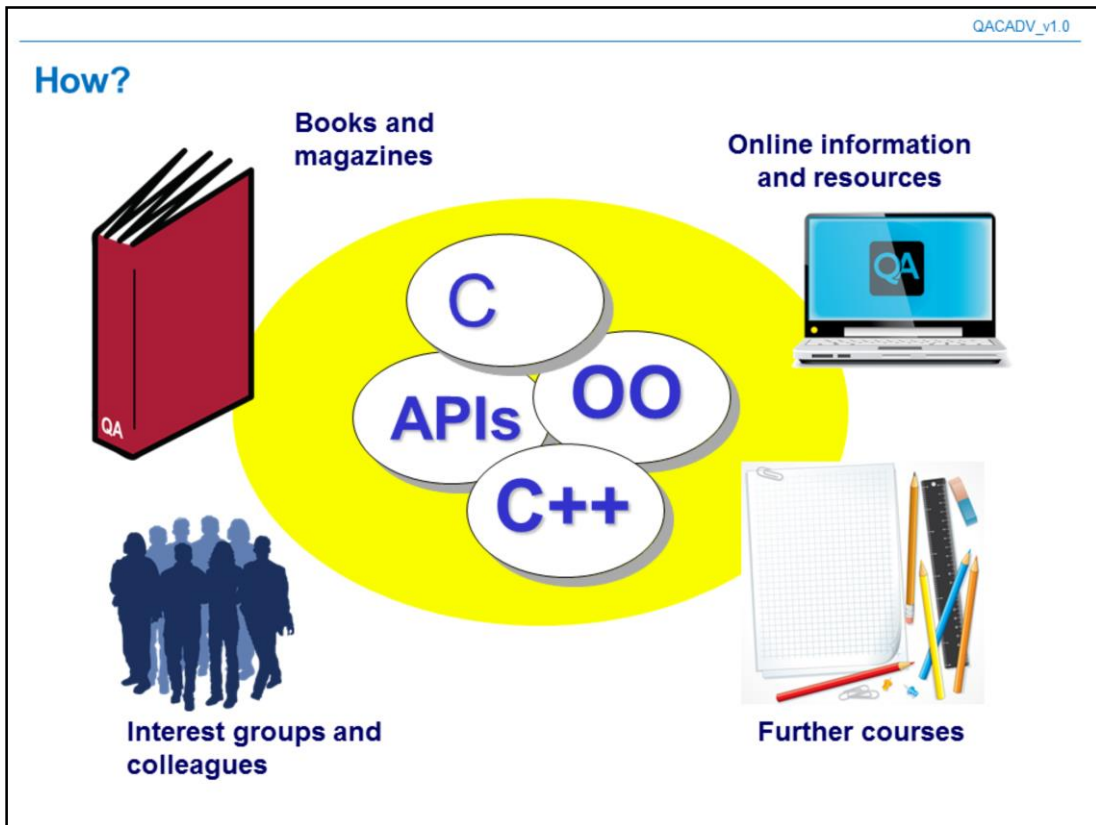 QACADV_v1.0
How?
Books and
magazines
Online information
and resources
QA
QA
C
APIs
OO
C++
Interest groups and
colleagues
Further courses